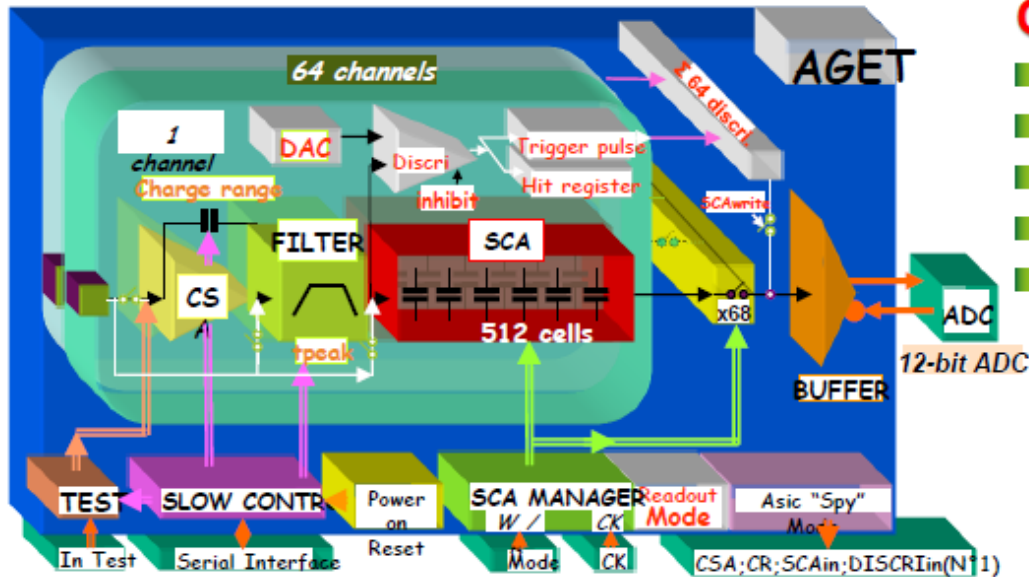 AGET
64 channels
Σ 64 discri.
1
channel
DAC
Discri
inhibit
Trigger pulse
Hit register
Charge range
SCAwrite
FILTER
SCA
CS
A
512 cells
tpeak
x68
ADC
12-bit ADC
BUFFER
TEST
SLOW CONTR
Power
on
Reset
SCA MANAGER
W /
CK
Readout
Mode
Asic "Spy"
Mode
In Test
Serial Interface
Mode
CK
CSA;CR;SCAin;DISCRIin(N°1)